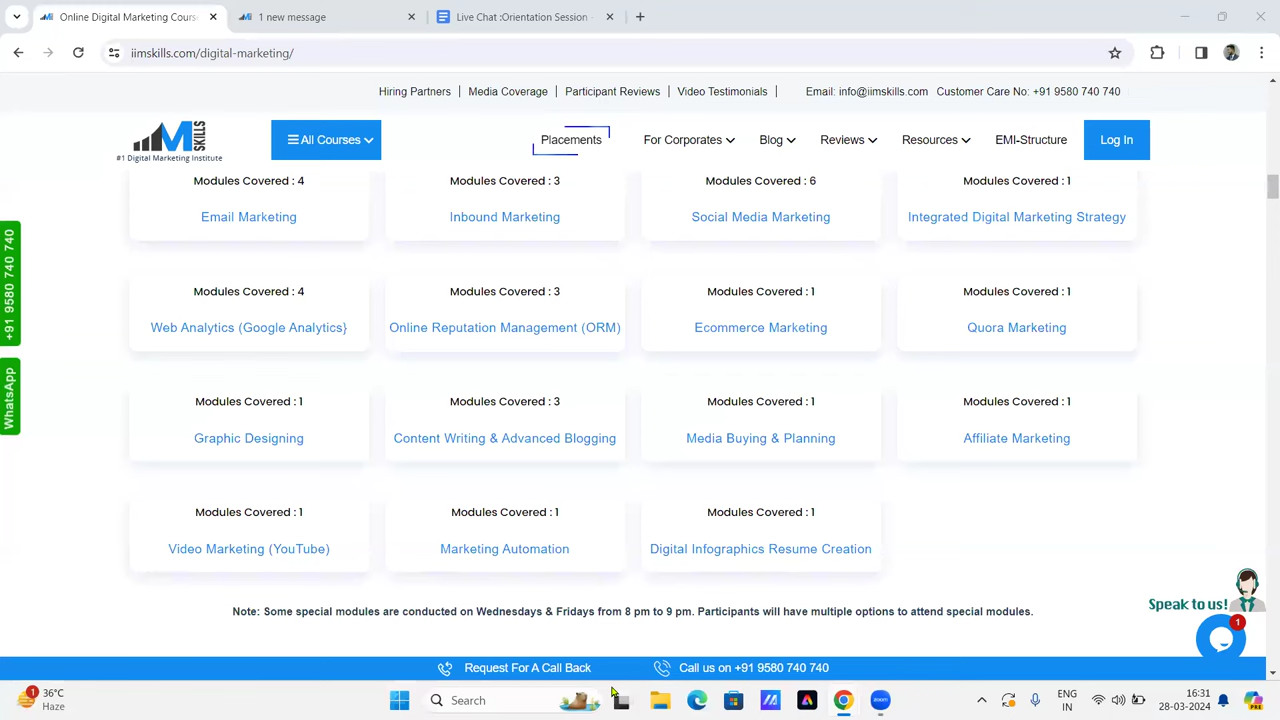 Online Digital Marketing Cours
1 new message
Live Chat :Orientation Session -
iimskills.com/digital-marketing/
Hiring Partners | Media Coverage | Participant Reviews | Video Testimonials | Email: info@iimskills.com Customer Care No: +91 9580 740 740
IIM SKILLS
#1 Digital Marketing Institute
All Courses
Placements
For Corporates
Blog
Reviews
Resources
EMI-Structure
Log In
Modules Covered : 4
Email Marketing
Modules Covered : 3
Inbound Marketing
Modules Covered : 6
Social Media Marketing
Modules Covered : 1
Integrated Digital Marketing Strategy
Modules Covered : 4
Web Analytics (Google Analytics}
Modules Covered : 3
Online Reputation Management (ORM)
Modules Covered : 1
Ecommerce Marketing
Modules Covered : 1
Quora Marketing
Modules Covered : 1
Graphic Designing
Modules Covered : 3
Content Writing & Advanced Blogging
Modules Covered : 1
Media Buying & Planning
Modules Covered : 1
Affiliate Marketing
Modules Covered : 1
Video Marketing (YouTube)
Modules Covered : 1
Marketing Automation
Modules Covered : 1
Digital Infographics Resume Creation
Note: Some special modules are conducted on Wednesdays & Fridays from 8 pm to 9 pm. Participants will have multiple options to attend special modules.
+91 9580 740 740
WhatsApp
Speak to us!
1
Request For A Call Back
Call us on +91 9580 740 740
1
36°C
Haze
Search
zoom
PRE
ENG
IN
16:31
28-03-2024